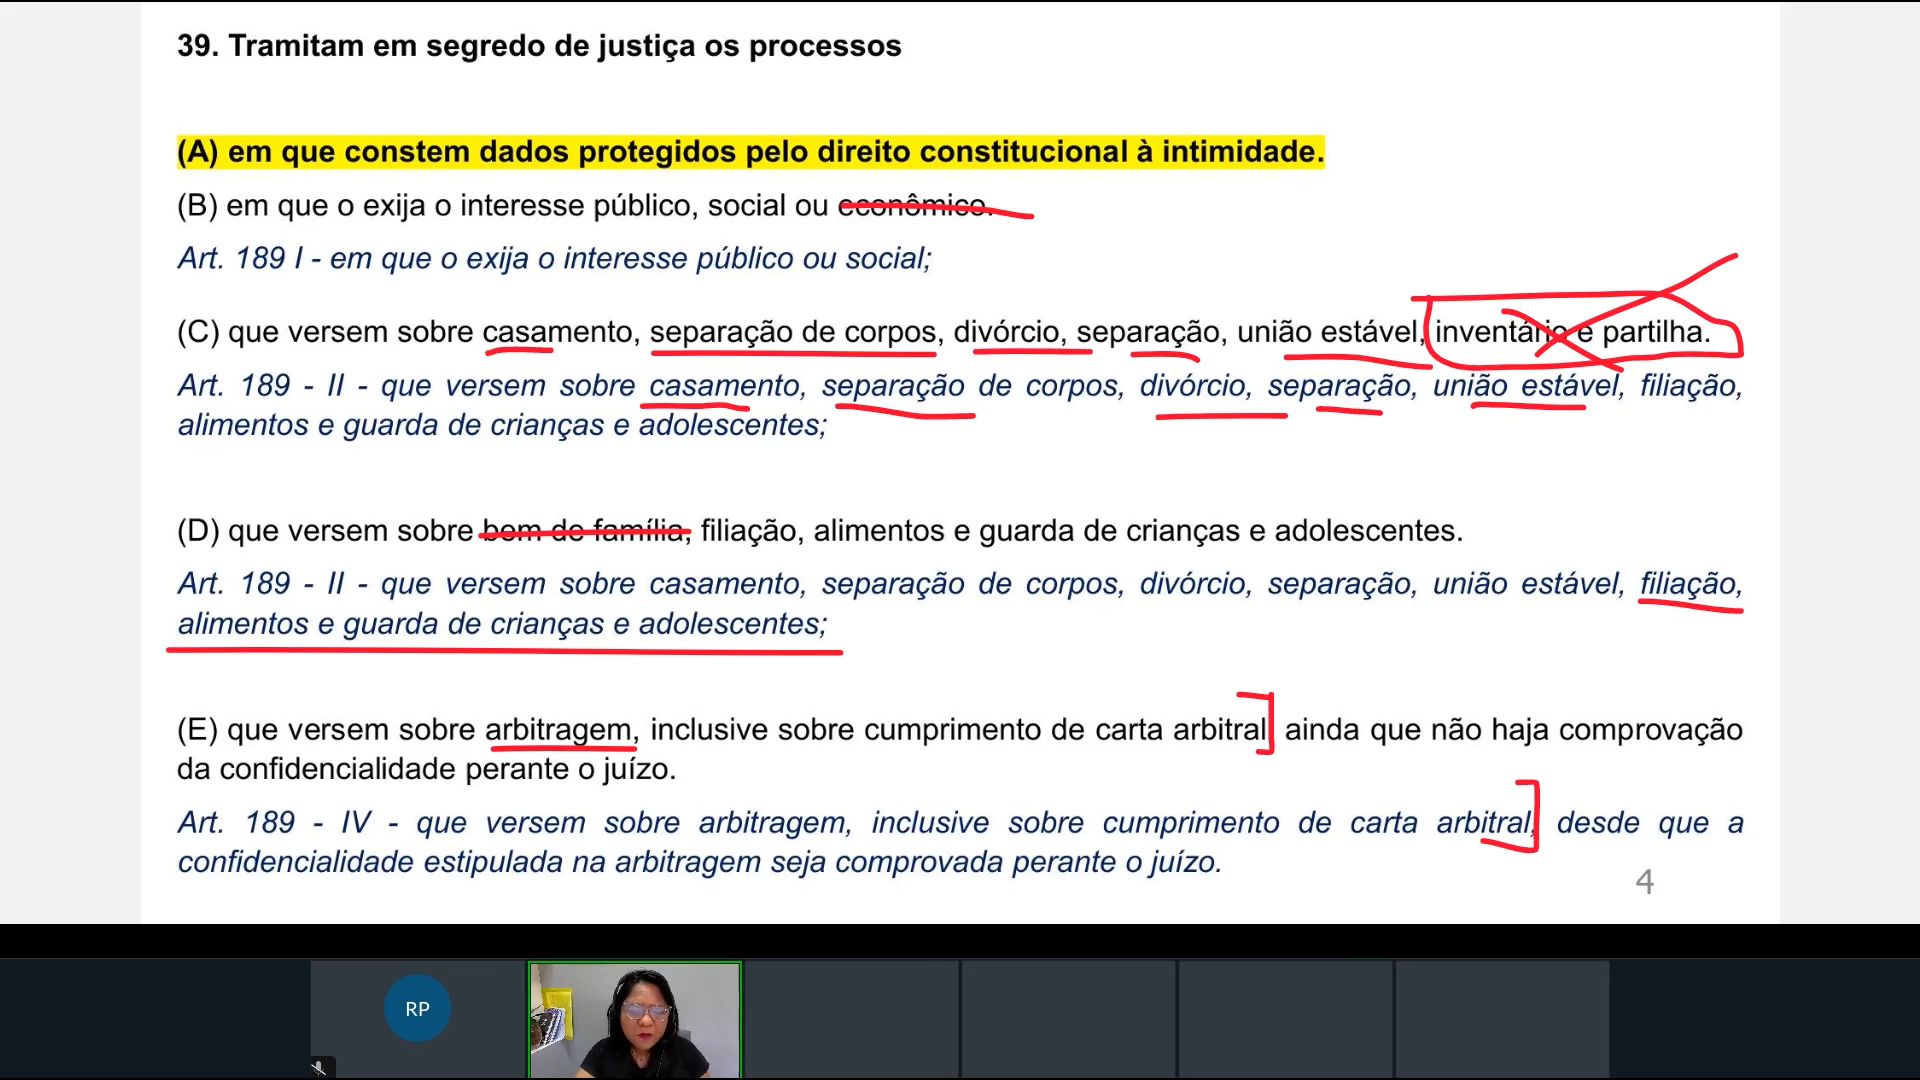 39. Tramitam em segredo de justiça os processos
(A) em que constem dados protegidos pelo direito constitucional à intimidade.
(B) em que o exija o interesse público, social ou econômico.
Art. 189 I - em que o exija o interesse público ou social;
(C) que versem sobre casamento, separação de corpos, divórcio, separação, união estável, inventário e partilha.
Art. 189 - II - que versem sobre casamento, separação de corpos, divórcio, separação, união estável, filiação,
alimentos e guarda de crianças e adolescentes;
(D) que versem sobre bem de família, filiação, alimentos e guarda de crianças e adolescentes.
Art. 189 - II - que versem sobre casamento, separação de corpos, divórcio, separação, união estável, filiação,
alimentos e guarda de crianças e adolescentes;
(E) que versem sobre arbitragem, inclusive sobre cumprimento de carta arbitral ainda que não haja comprovação
da confidencialidade perante o juízo.
Art. 189 - IV - que versem sobre arbitragem, inclusive sobre cumprimento de carta arbitral, desde que a
confidencialidade estipulada na arbitragem seja comprovada perante o juízo.
4
RP